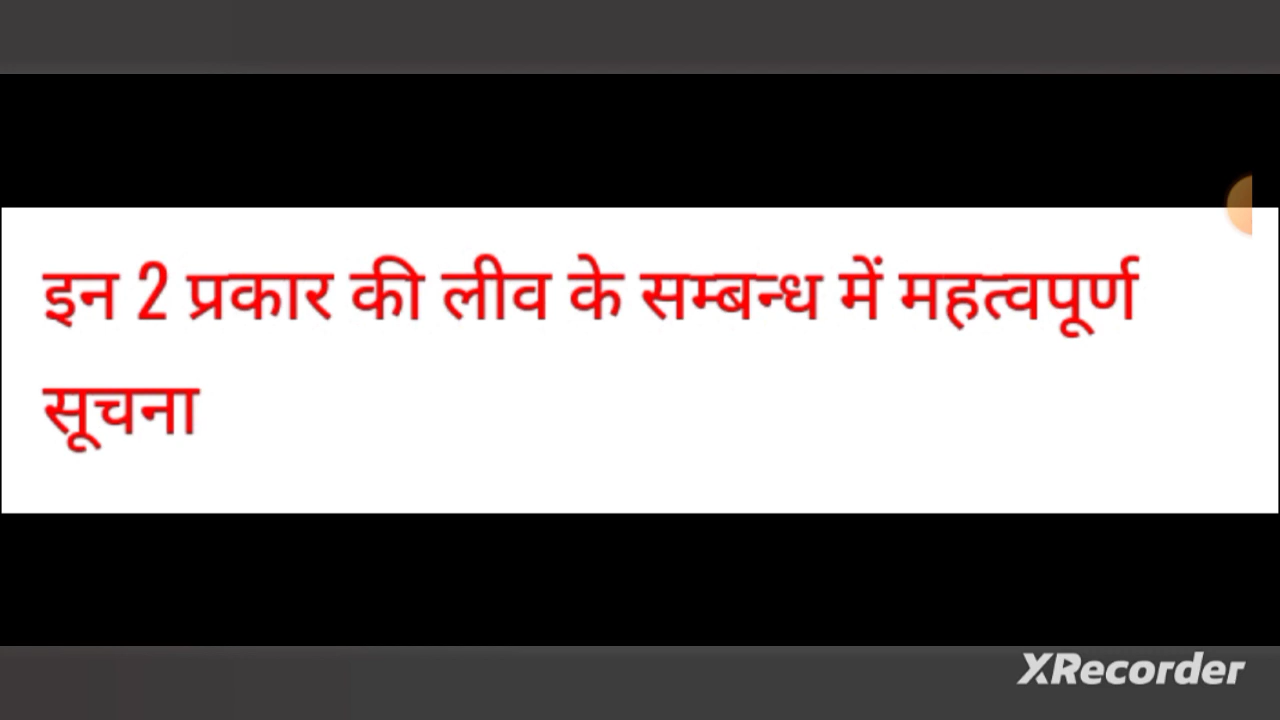 इन 2 प्रकार की लीव के सम्बन्ध में महत्वपूर्ण
सूचना
XRecorder